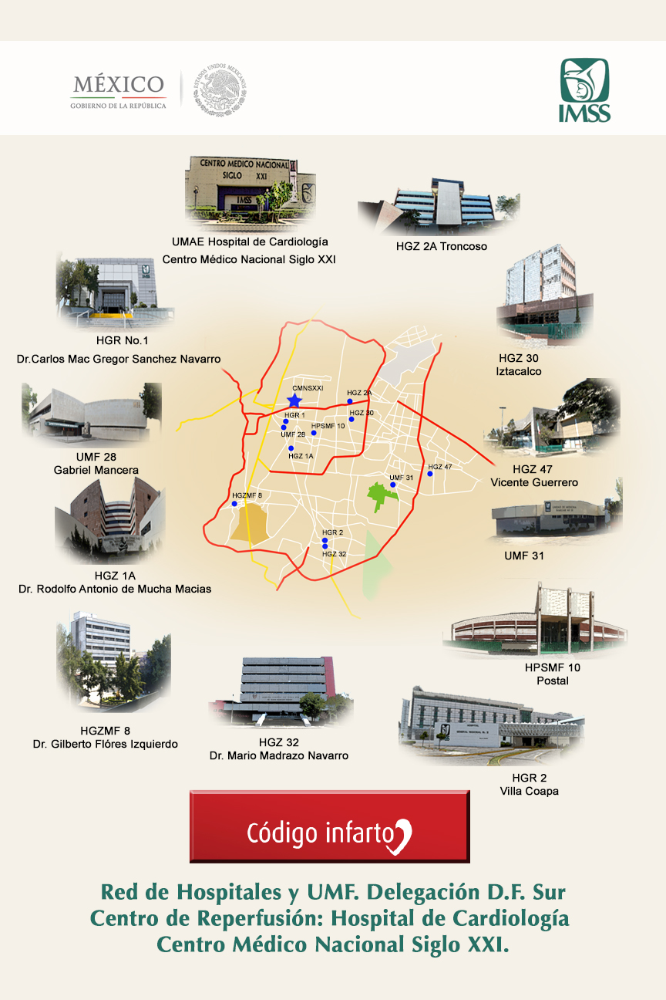 MÉXICO
GOBIERNO DE LA REPÚBLICA
ESTADOS UNIDOS MEXICANOS
IMSS
CENTRO MEDICO NACIONAL
SIGLO XXI
IMSS
UMAE Hospital de Cardiología
Centro Médico Nacional Siglo XXI
HGZ 2A Troncoso
IMSS
HGR No.1
Dr.Carlos Mac Gregor Sanchez Navarro
HGZ 30
Iztacalco
UMF 28
Gabriel Mancera
HGZ 47
Vicente Guerrero
HGZ 1A
Dr. Rodolfo Antonio de Mucha Macias
UMF 31
HPSMF 10
Postal
HGZMF 8
Dr. Gilberto Flóres Izquierdo
HGZ 32
Dr. Mario Madrazo Navarro
HGR 2
Villa Coapa
CMNSXXI
HGZ 2A
HGR 1
HGZ 30
HPSMF 10
UMF 28
HGZ 1A
HGZ 47
UMF 31
HGZMF 8
HGR 2
HGZ 32
Código infarto
Red de Hospitales y UMF. Delegación D.F. Sur
Centro de Reperfusión: Hospital de Cardiología
Centro Médico Nacional Siglo XXI.